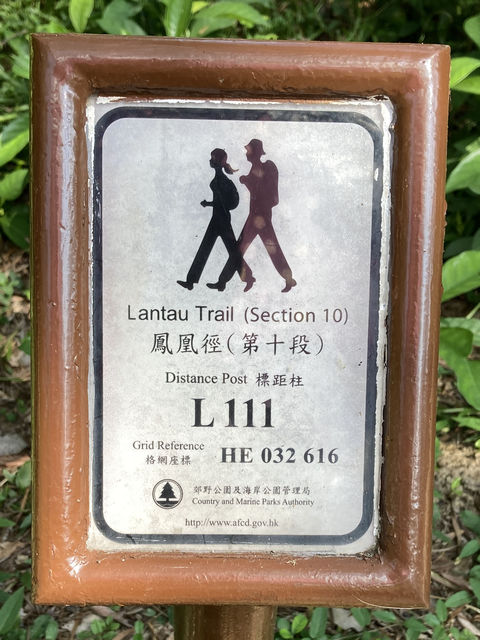 Lantau Trail (Section 10)
鳳凰徑(第十段)
Distance Post 標距柱
L 111
Grid Reference HE 032 616
格網座標
郊野公園及海岸公園管理局
Country and Marine Parks Authority
http://www.afcd.gov.hk